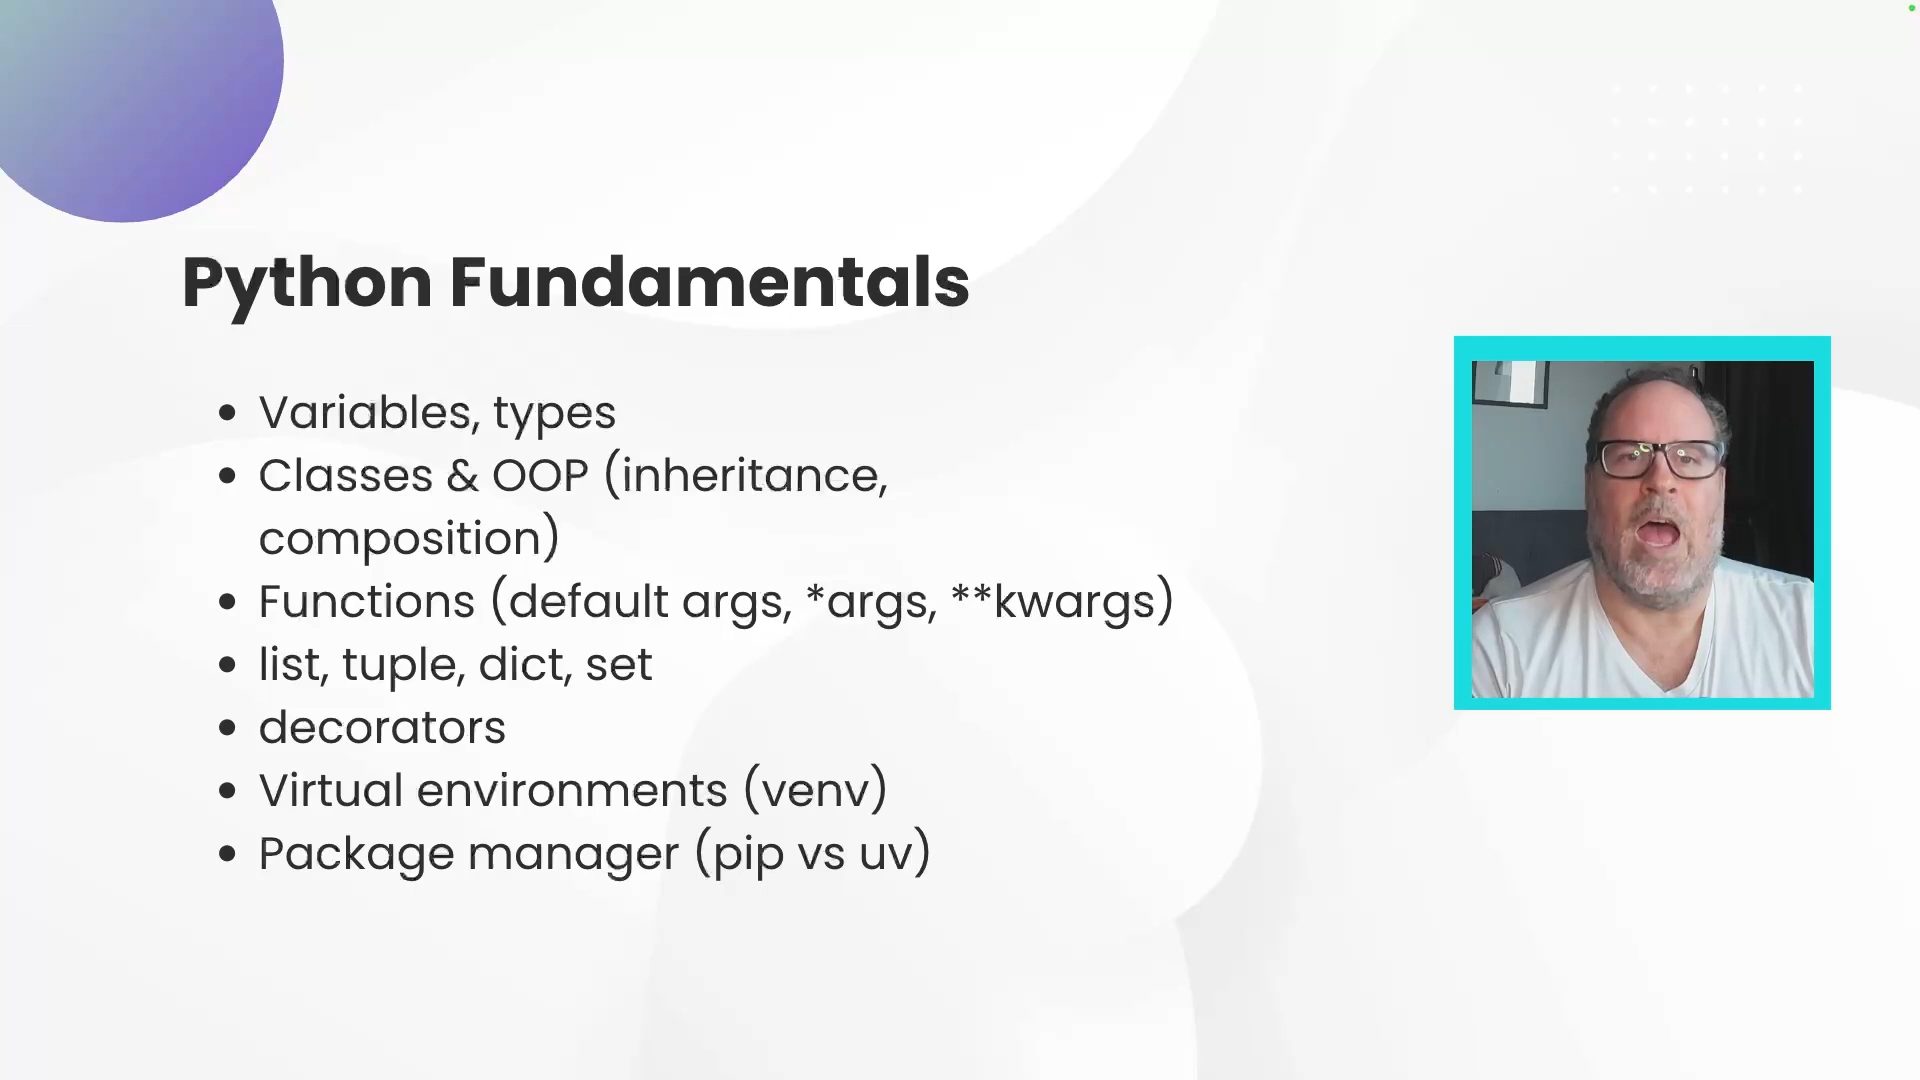 Python Fundamentals
• Variables, types
• Classes & OOP (inheritance,
composition)
• Functions (default args, *args, **kwargs)
• list, tuple, dict, set
• decorators
• Virtual environments (venv)
• Package manager (pip vs uv)